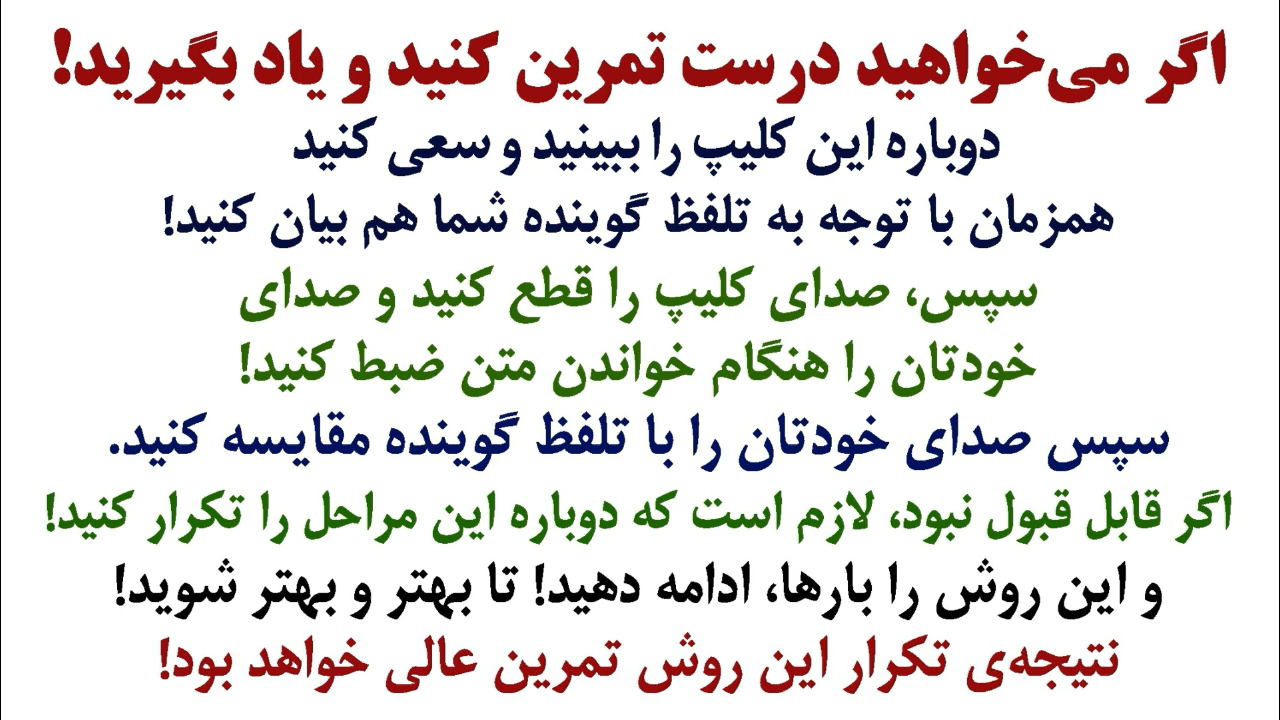 اگر می‌خواهید درست تمرین کنید و یاد بگیرید!
دوباره این کلیپ را ببینید و سعی کنید
همزمان با توجه به تلفظ گوینده شما هم بیان کنید!
سپس، صدای کلیپ را قطع کنید و صدای
خودتان را هنگام خواندن متن ضبط کنید!
سپس صدای خودتان را با تلفظ گوینده مقایسه کنید.
اگر قابل قبول نبود، لازم است که دوباره این مراحل را تکرار کنید!
و این روش را بارها، ادامه دهید! تا بهتر و بهتر شوید!
نتیجه‌ی تکرار این روش تمرین عالی خواهد بود!